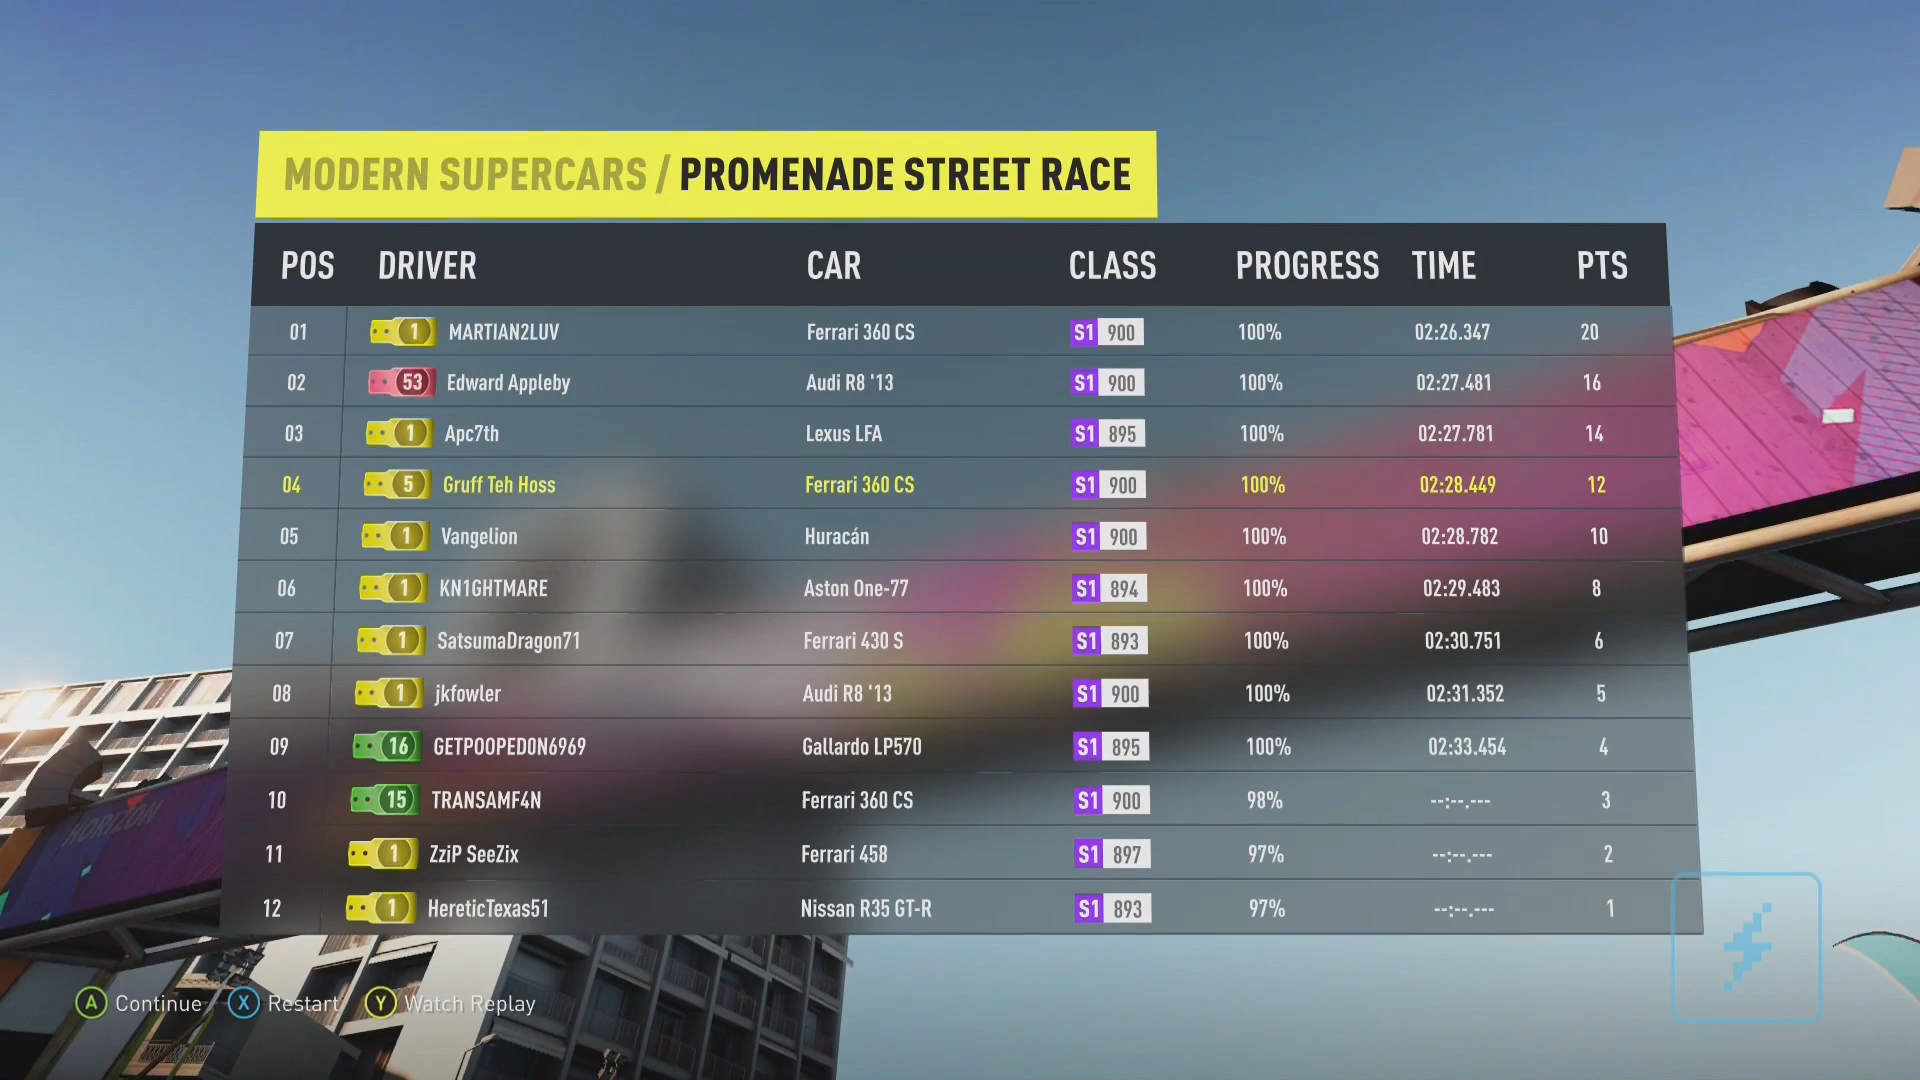 MODERN SUPERCARS / PROMENADE STREET RACE
POS DRIVER CAR CLASS PROGRESS TIME PTS
01 1 MARTIAN2LUV Ferrari 360 CS S1 900 100% 02:26.347 20
02 53 Edward Appleby Audi R8 '13 S1 900 100% 02:27.481 16
03 1 Apc7th Lexus LFA S1 895 100% 02:27.781 14
04 5 Gruff Teh Hoss Ferrari 360 CS S1 900 100% 02:28.449 12
05 1 Vangelion Huracán S1 900 100% 02:28.782 10
06 1 KN1GHTMARE Aston One-77 S1 894 100% 02:29.483 8
07 1 SatsumaDragon71 Ferrari 430 S S1 893 100% 02:30.751 6
08 1 jkfowler Audi R8 '13 S1 900 100% 02:31.352 5
09 16 GETPOOPEDON6969 Gallardo LP570 S1 895 100% 02:33.454 4
10 15 TRANSAMF4N Ferrari 360 CS S1 900 98% --:--.--- 3
11 1 ZziP SeeZix Ferrari 458 S1 897 97% --:--.--- 2
12 1 HereticTexas51 Nissan R35 GT-R S1 893 97% --:--.--- 1
HORIZON
A Continue X Restart Y Watch Replay